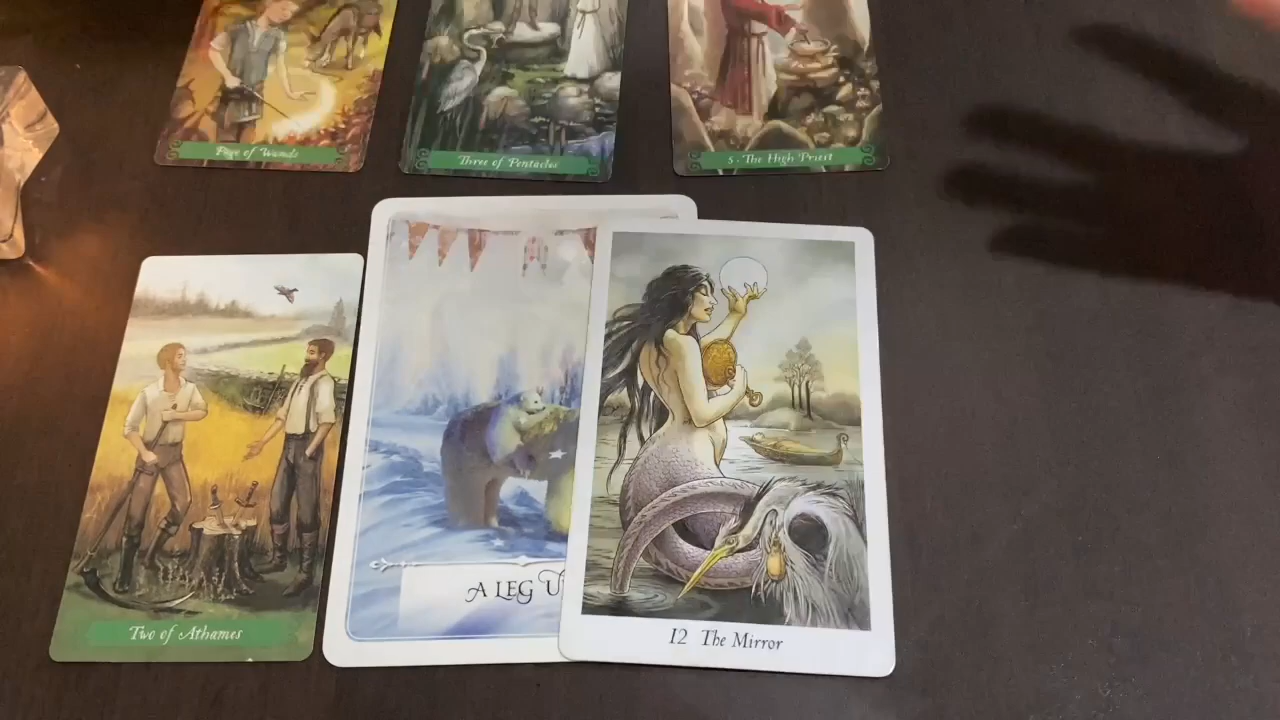 Page of Wands
Three of Pentacles
5 · The High Priest
Two of Athames
A LEG U
12 The Mirror